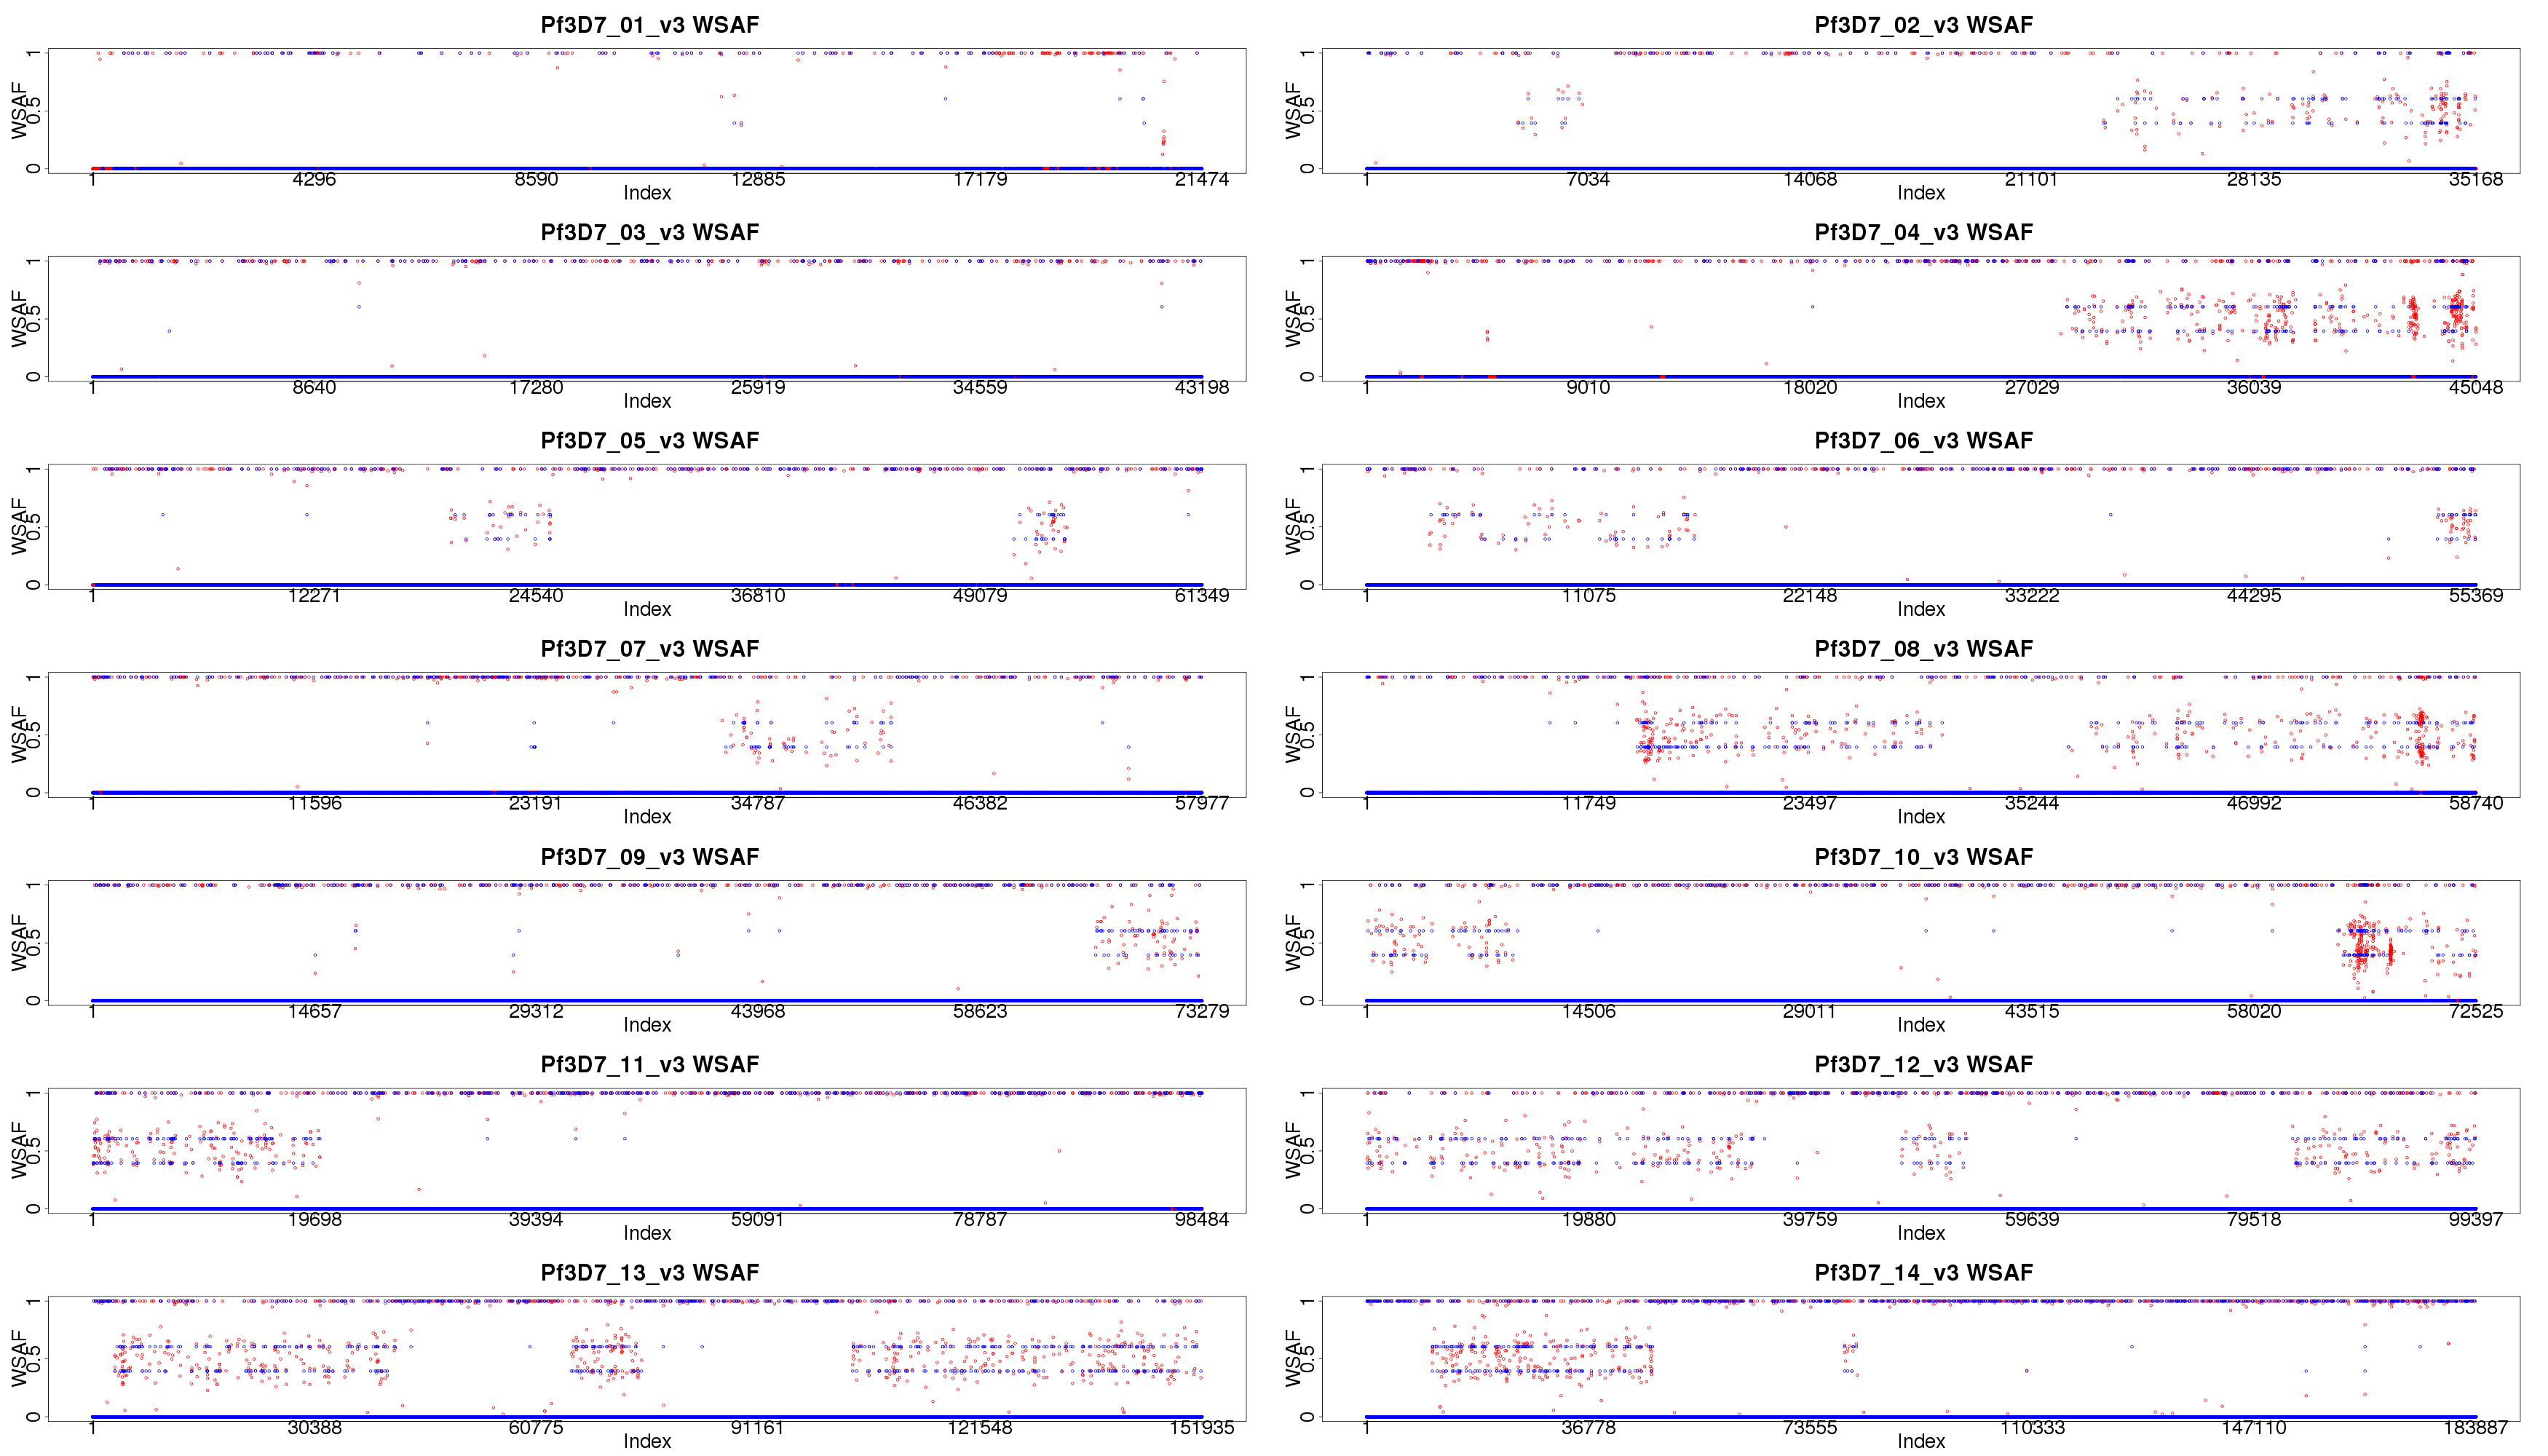 Pf3D7_01_v3 WSAF
WSAF
0 0.5 1
1 4296 8590 12885 17179 21474
Index
Pf3D7_02_v3 WSAF
WSAF
0 0.5 1
1 7034 14068 21101 28135 35168
Index
Pf3D7_03_v3 WSAF
WSAF
0 0.5 1
1 8640 17280 25919 34559 43198
Index
Pf3D7_04_v3 WSAF
WSAF
0 0.5 1
1 9010 18020 27029 36039 45048
Index
Pf3D7_05_v3 WSAF
WSAF
0 0.5 1
1 12271 24540 36810 49079 61349
Index
Pf3D7_06_v3 WSAF
WSAF
0 0.5 1
1 11075 22148 33222 44295 55369
Index
Pf3D7_07_v3 WSAF
WSAF
0 0.5 1
1 11596 23191 34787 46382 57977
Index
Pf3D7_08_v3 WSAF
WSAF
0 0.5 1
1 11749 23497 35244 46992 58740
Index
Pf3D7_09_v3 WSAF
WSAF
0 0.5 1
1 14657 29312 43968 58623 73279
Index
Pf3D7_10_v3 WSAF
WSAF
0 0.5 1
1 14506 29011 43515 58020 72525
Index
Pf3D7_11_v3 WSAF
WSAF
0 0.5 1
1 19698 39394 59091 78787 98484
Index
Pf3D7_12_v3 WSAF
WSAF
0 0.5 1
1 19880 39759 59639 79518 99397
Index
Pf3D7_13_v3 WSAF
WSAF
0 0.5 1
1 30388 60775 91161 121548 151935
Index
Pf3D7_14_v3 WSAF
WSAF
0 0.5 1
1 36778 73555 110333 147110 183887
Index